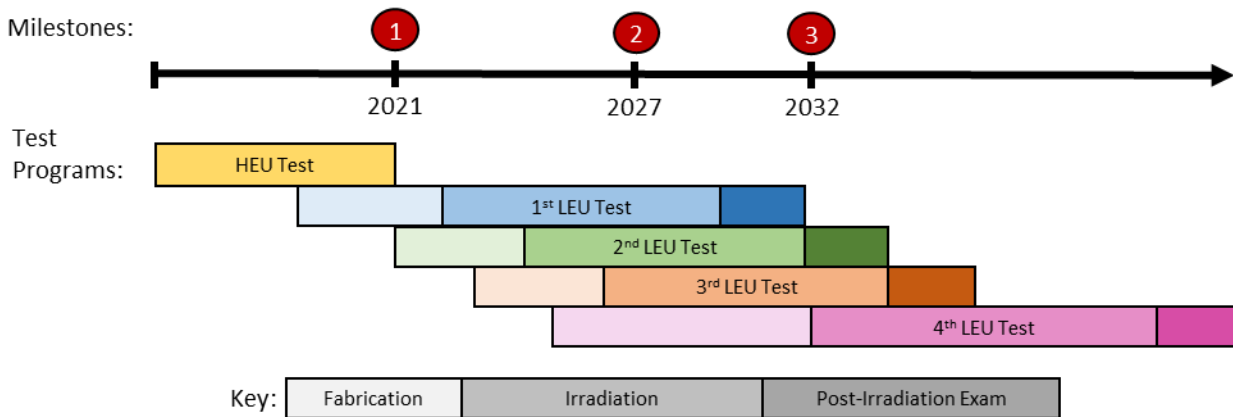 Milestones:
1 2 3
2021 2027 2032
Test
Programs:
HEU Test
1st LEU Test
2nd LEU Test
3rd LEU Test
4th LEU Test
Key: Fabrication Irradiation Post-Irradiation Exam